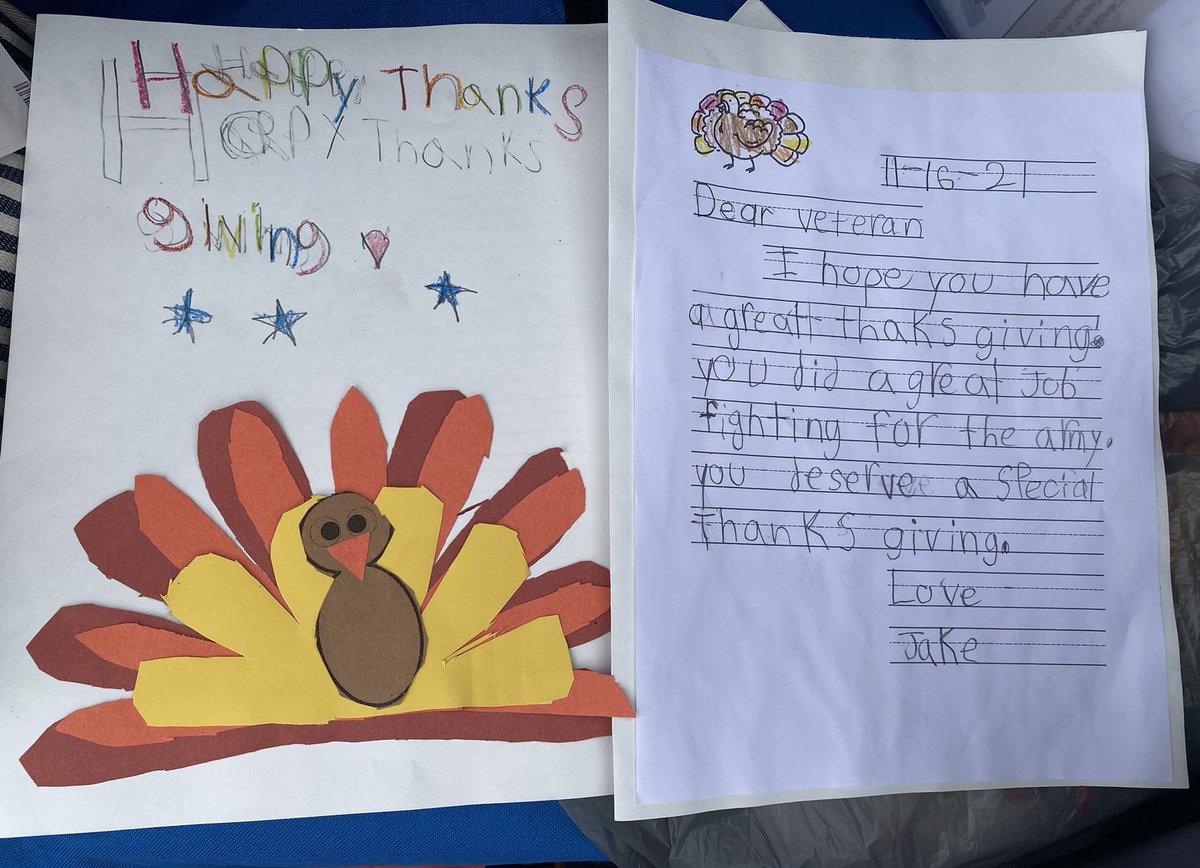 Happy Thanks
Happy Thanks
giving
11-16-21
Dear veteran
I hope you have
a great thaks giving.
you did a great Job
fighting for the army.
you deserve a special
Thanks giving.
Love
Jake